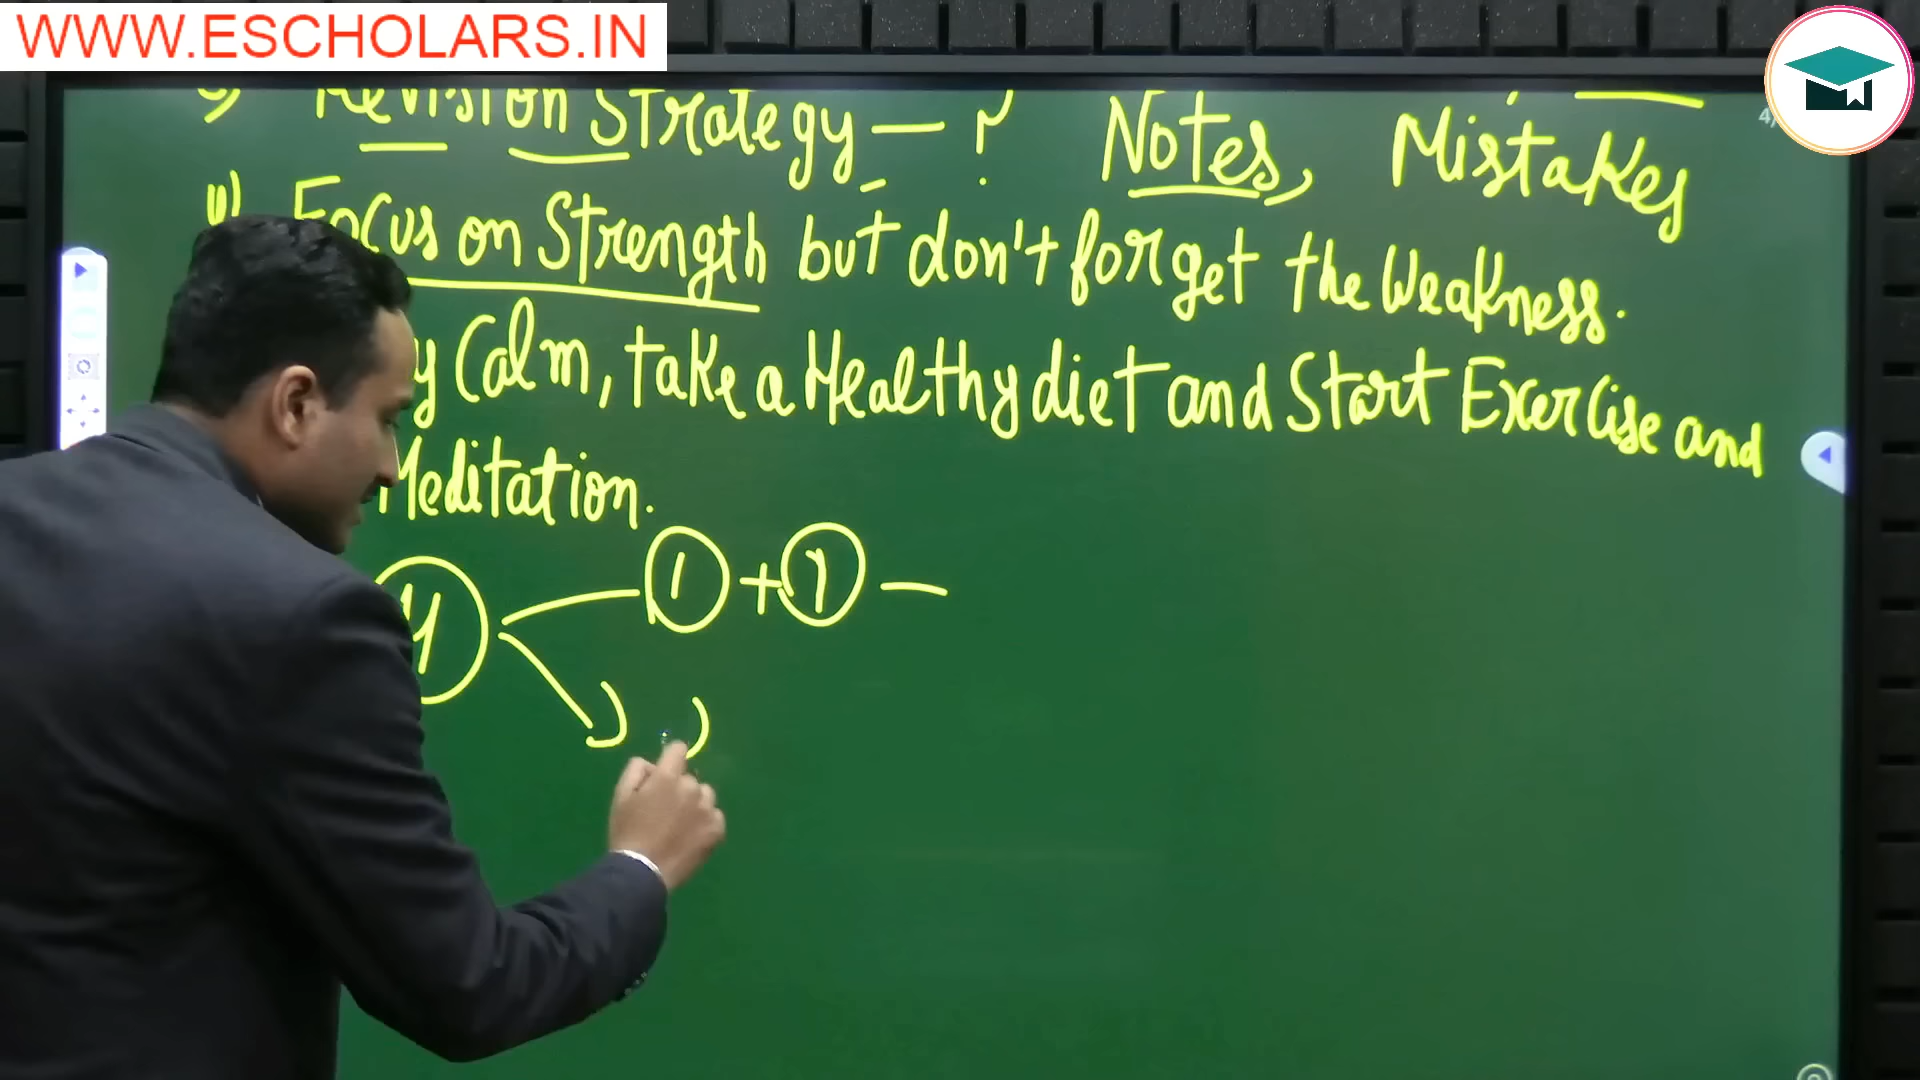 WWW.ESCHOLARS.IN
Revision Strategy — ? Notes, Mistakes
Focus on Strength but don't forget the Weakness.
y Calm, take a Healthy diet and Start Exercise and
Meditation.
1 + 1 —